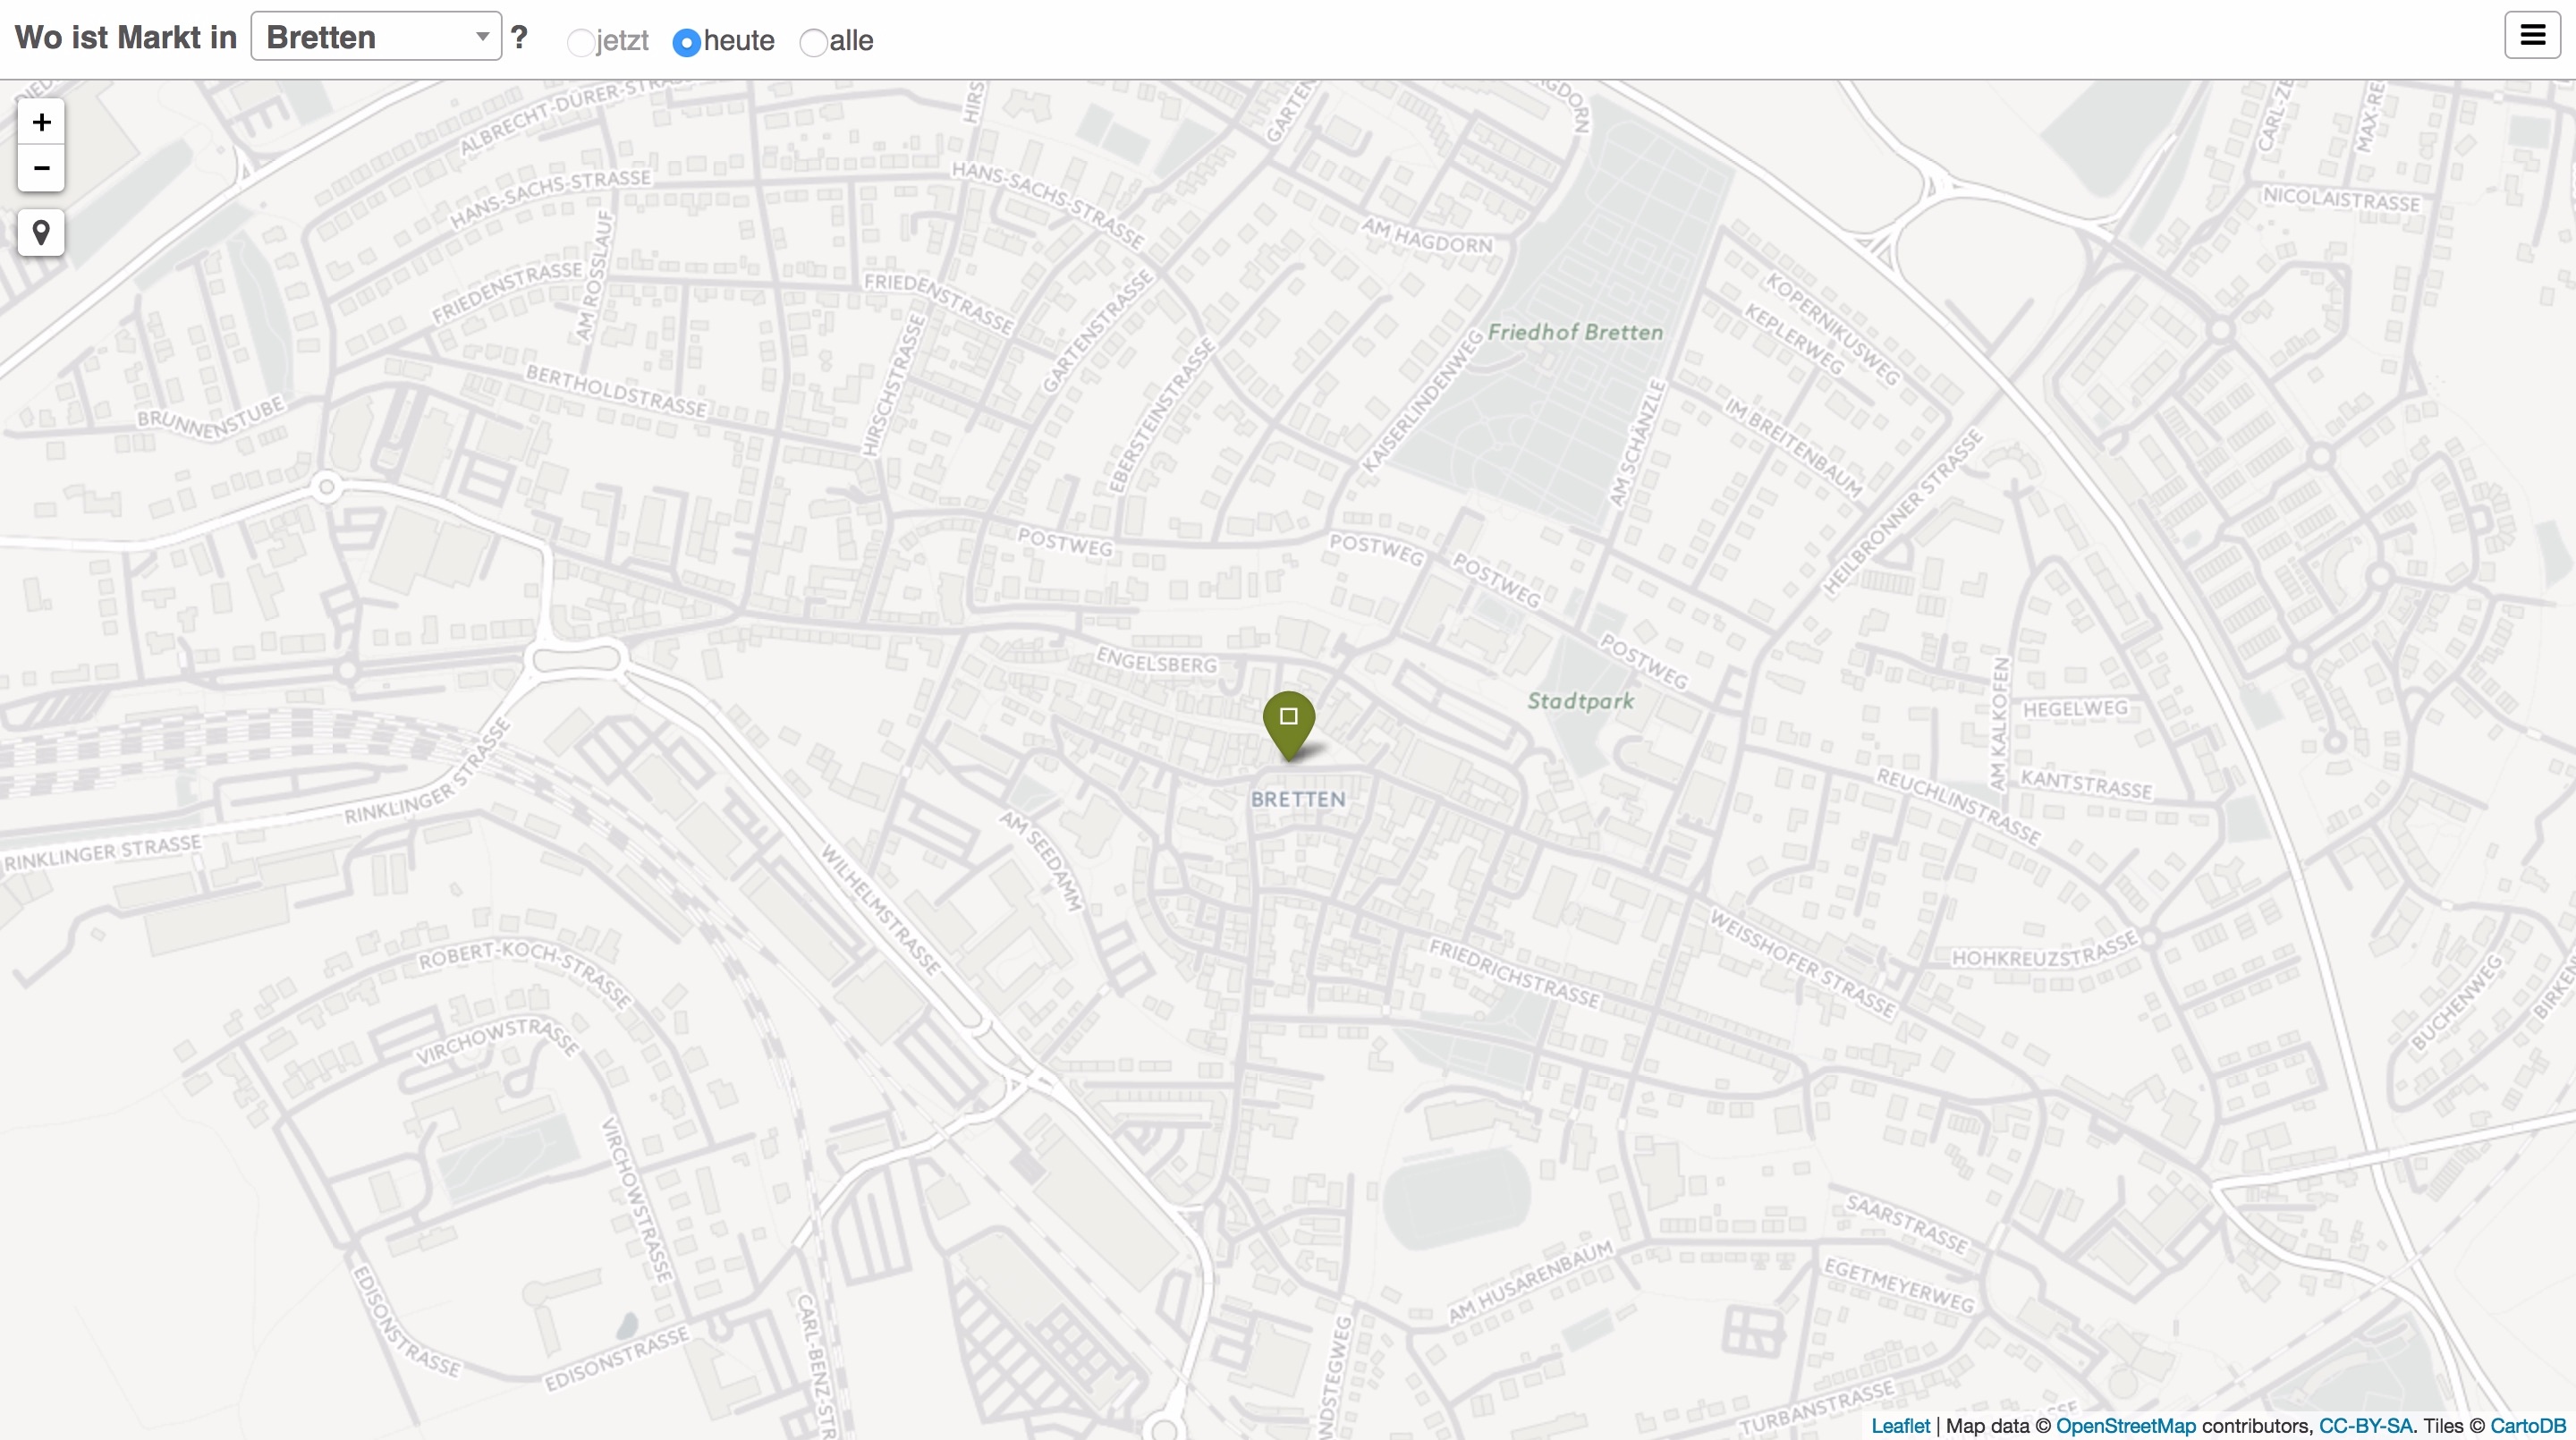 Wo ist Markt in Bretten ? jetzt heute alle
+
−
ALBRECHT-DÜRER-STRA
HANS-SACHS-STRASSE
HANS-SACHS-STRASSE
AM ROSSLAUF
FRIEDENSTRASSE
FRIEDENSTRASSE
GARTENSTRASSE
AM HAGDORN
NICOLAISTRASSE
KOPERNIKUSWEG
KEPLERWEG
Friedhof Bretten
BERTHOLDSTRASSE
HIRSCHSTRASSE
EBERSTEINSTRASSE
KAISERLINDENWEG
AM SCHÄNZLE
IM BREITENBAUM
BRUNNENSTUBE
HEILBRONNER STRASSE
POSTWEG
POSTWEG
POSTWEG
POSTWEG
ENGELSBERG
Stadtpark
AM KALKOFEN
HEGELWEG
KANTSTRASSE
REUCHLINSTRASSE
BRETTEN
RINKLINGER STRASSE
RINKLINGER STRASSE
AM SEEDAMM
WILHELMSTRASSE
FRIEDRICHSTRASSE
WEISSHOFER STRASSE
HOHKREUZSTRASSE
BUCHENWEG
BIRKEN
ROBERT-KOCH-STRASSE
VIRCHOWSTRASSE
VIRCHOWSTRASSE
SAARSTRASSE
AM HUSARENBAUM
EGETMEYERWEG
EDISONSTRASSE
EDISONSTRASSE
CARL-BENZ-STR
NDSTEGWEG
TURBANSTRASSE
Leaflet | Map data © OpenStreetMap contributors, CC-BY-SA. Tiles © CartoDB